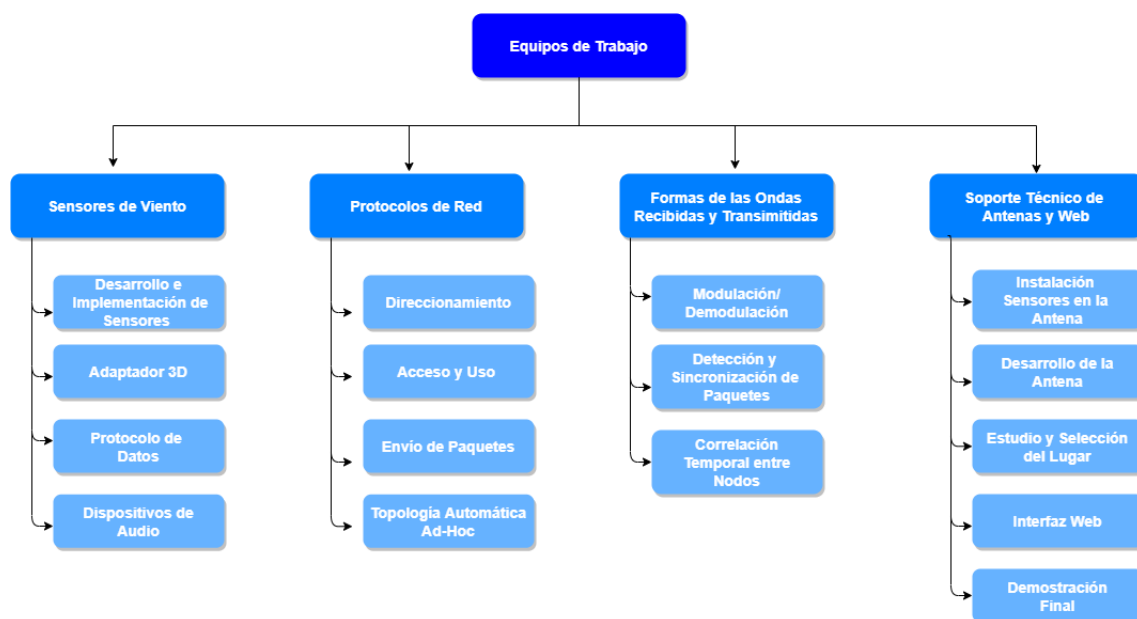 Equipos de Trabajo
Sensores de Viento
Desarrollo e
Implementación de
Sensores
Adaptador 3D
Protocolo de
Datos
Dispositivos de
Audio
Protocolos de Red
Direccionamiento
Acceso y Uso
Envío de Paquetes
Topología Automática
Ad-Hoc
Formas de las Ondas
Recibidas y Transimitidas
Modulación/
Demodulación
Detección y
Sincronización de
Paquetes
Correlación
Temporal entre
Nodos
Soporte Técnico de
Antenas y Web
Instalación
Sensores en la
Antena
Desarrollo de la
Antena
Estudio y Selección
del Lugar
Interfaz Web
Demostración
Final